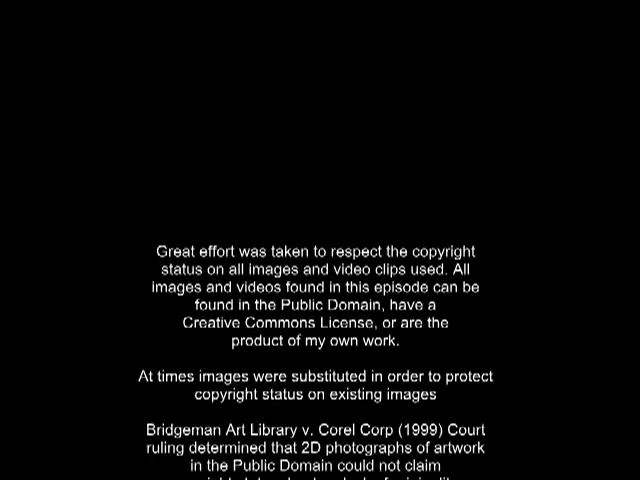 Great effort was taken to respect the copyright
status on all images and video clips used. All
images and videos found in this episode can be
found in the Public Domain, have a
Creative Commons License, or are the
product of my own work.
At times images were substituted in order to protect
copyright status on existing images
Bridgeman Art Library v. Corel Corp (1999) Court
ruling determined that 2D photographs of artwork
in the Public Domain could not claim